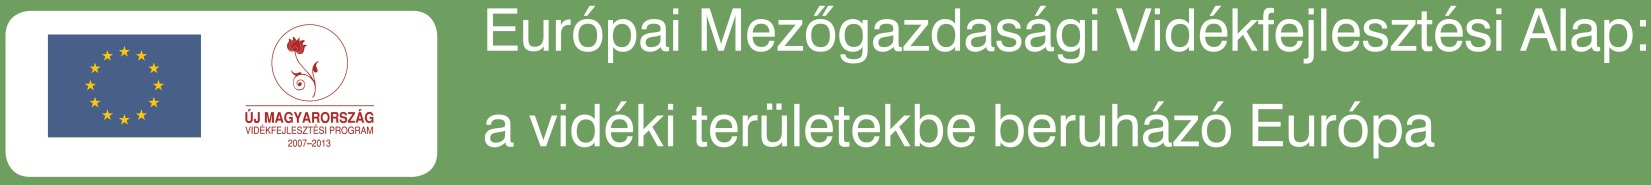 Európai Mezőgazdasági Vidékfejlesztési Alap:
a vidéki területekbe beruházó Európa
ÚJ MAGYARORSZÁG
VIDÉKFEJLESZTÉSI PROGRAM
2007–2013